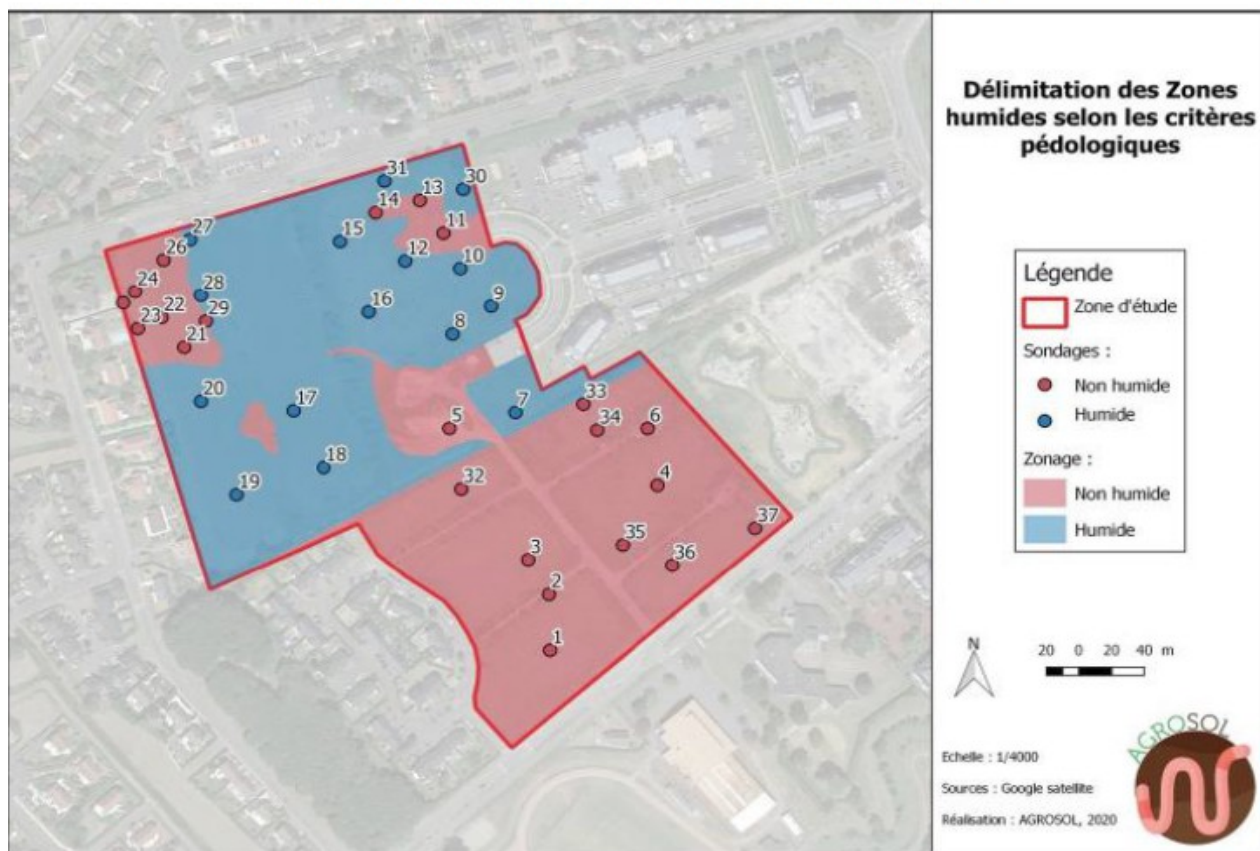 Délimitation des Zones
humides selon les critères
pédologiques
Légende
Zone d'étude
Sondages :
Non humide
Humide
Zonage :
Non humide
Humide
N
20 0 20 40 m
Echelle : 1/4000
Sources : Google satellite
Réalisation : AGROSOL, 2020
AGROSOL
31
30
13
14
11
27
15
26
12
10
28
24
9
16
29
22
23
8
21
20
17
33
7
5
34
6
18
32
4
19
37
35
3
36
2
1